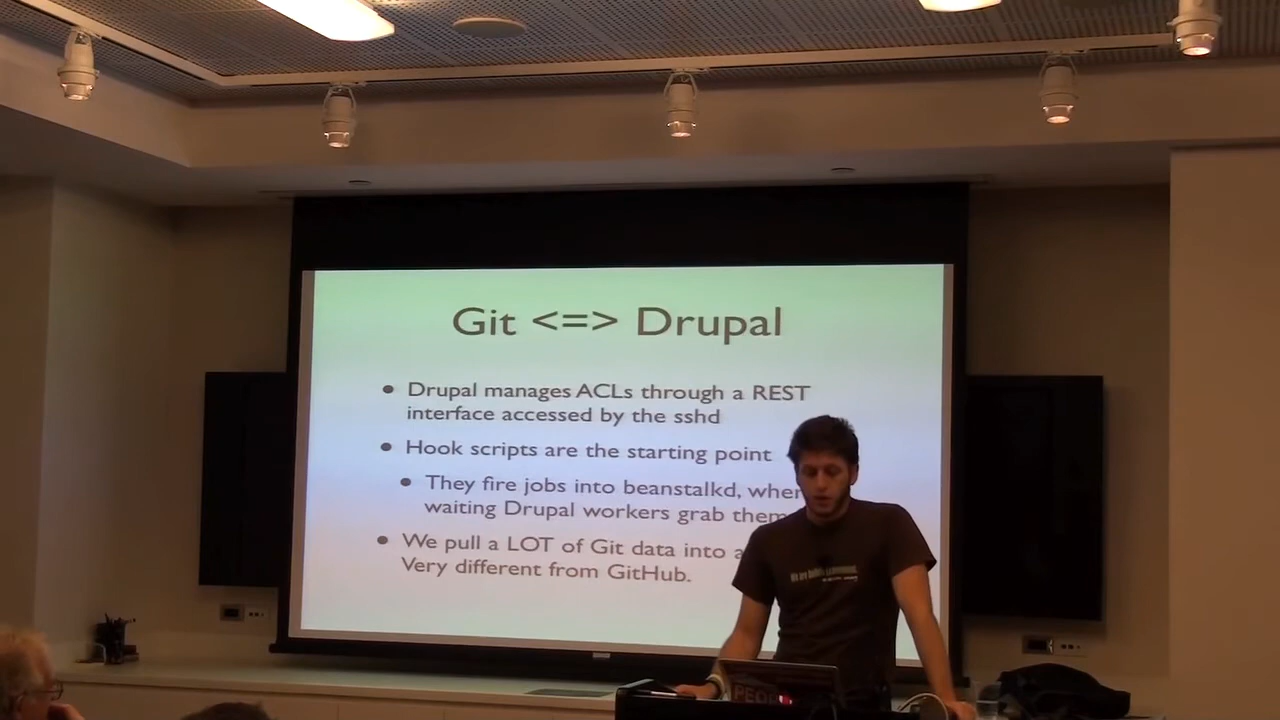 Git <=> Drupal
• Drupal manages ACLs through a REST
interface accessed by the sshd
• Hook scripts are the starting point
• They fire jobs into beanstalkd, wher
waiting Drupal workers grab them
• We pull a LOT of Git data into a
Very different from GitHub.
PEO